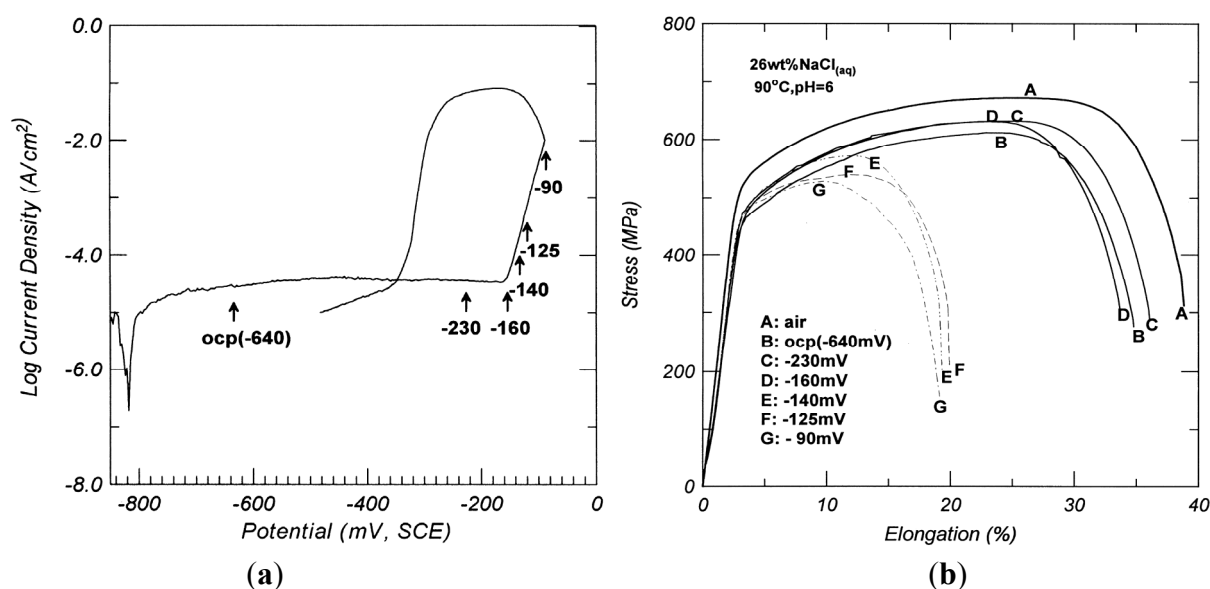 0.0
-2.0
-4.0
-6.0
-8.0
Log Current Density (A/cm²)
-90
-125
-140
ocp(-640)
-230
-160
-800
-600
-400
-200
0
Potential (mV, SCE)
(a)
800
600
400
200
0
Stress (MPa)
26wt%NaCl(aq)
90°C,pH=6
A
D
C
B
E
F
G
A: air
B: ocp(-640mV)
C: -230mV
D: -160mV
E: -140mV
F: -125mV
G: - 90mV
D
B
C
A
E
F
G
0
10
20
30
40
Elongation (%)
(b)